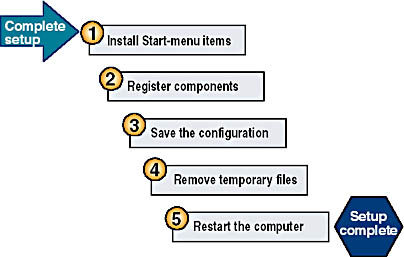 Complete
setup
1 Install Start-menu items
2 Register components
3 Save the configuration
4 Remove temporary files
5 Restart the computer
Setup
complete